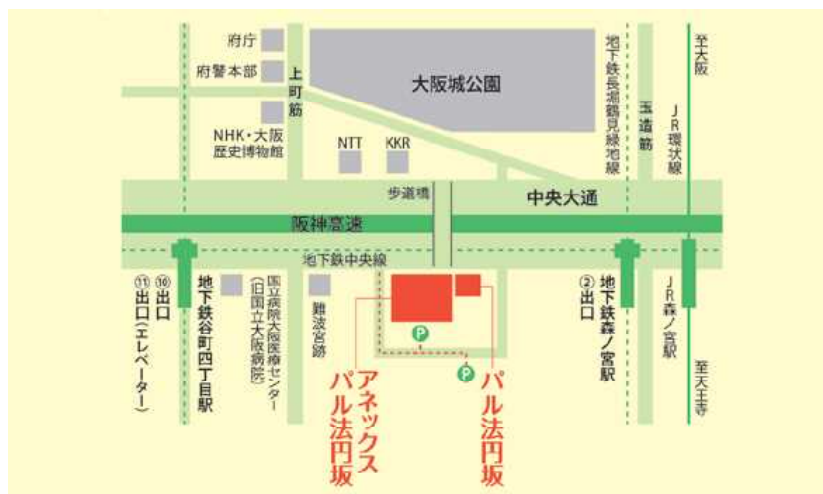 府庁
府警本部
上町筋
NHK・大阪
歴史博物館
大阪城公園
NTT
KKR
地下鉄長堀鶴見緑地線
玉造筋
JR環状線
至大阪
歩道橋
中央大通
阪神高速
地下鉄中央線
⑪出口(エレベーター)
⑩出口
地下鉄谷町四丁目駅
国立病院大阪医療センター
(旧国立大阪病院)
難波宮跡
P
P
アネックス
パル法円坂
パル法円坂
②出口
地下鉄森ノ宮駅
JR森ノ宮駅
至天王寺